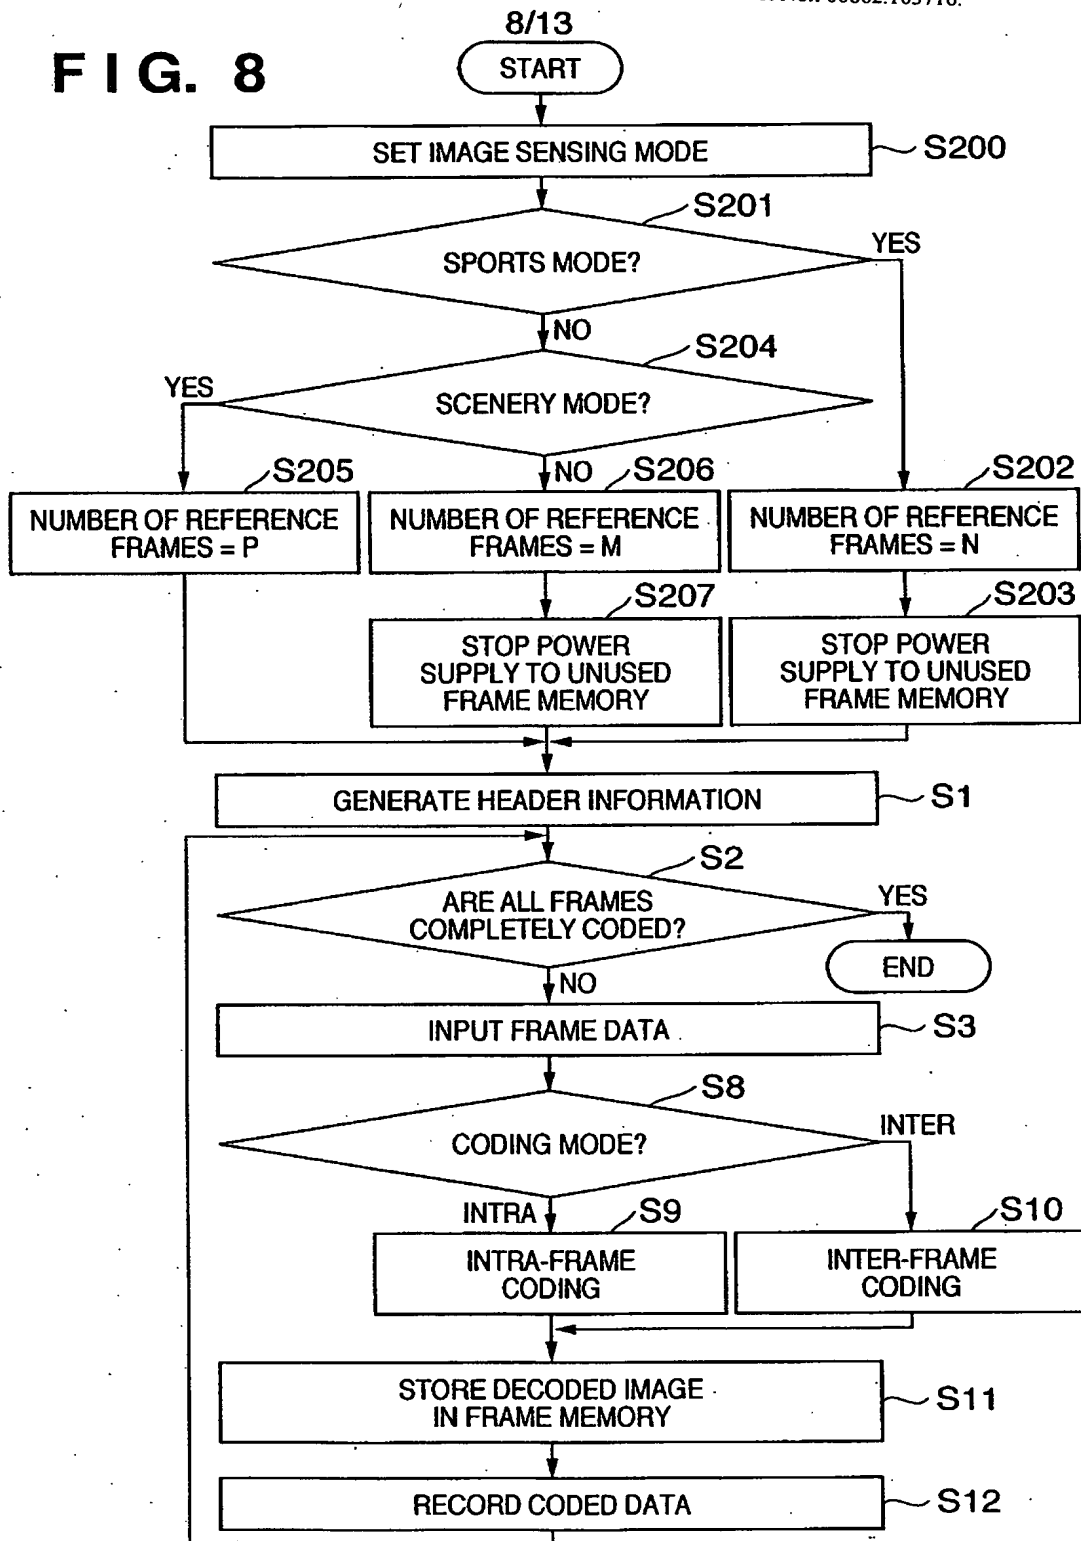 8/13
FIG. 8
START
SET IMAGE SENSING MODE
S200
S201
SPORTS MODE?
YES
NO
S204
YES
SCENERY MODE?
NO
S205
NUMBER OF REFERENCE
FRAMES = P
S206
NUMBER OF REFERENCE
FRAMES = M
S202
NUMBER OF REFERENCE
FRAMES = N
S207
STOP POWER
SUPPLY TO UNUSED
FRAME MEMORY
S203
STOP POWER
SUPPLY TO UNUSED
FRAME MEMORY
GENERATE HEADER INFORMATION
S1
S2
ARE ALL FRAMES
COMPLETELY CODED?
YES
END
NO
INPUT FRAME DATA
S3
S8
CODING MODE?
INTER
INTRA
S9
INTRA-FRAME
CODING
S10
INTER-FRAME
CODING
STORE DECODED IMAGE
IN FRAME MEMORY
S11
RECORD CODED DATA
S12